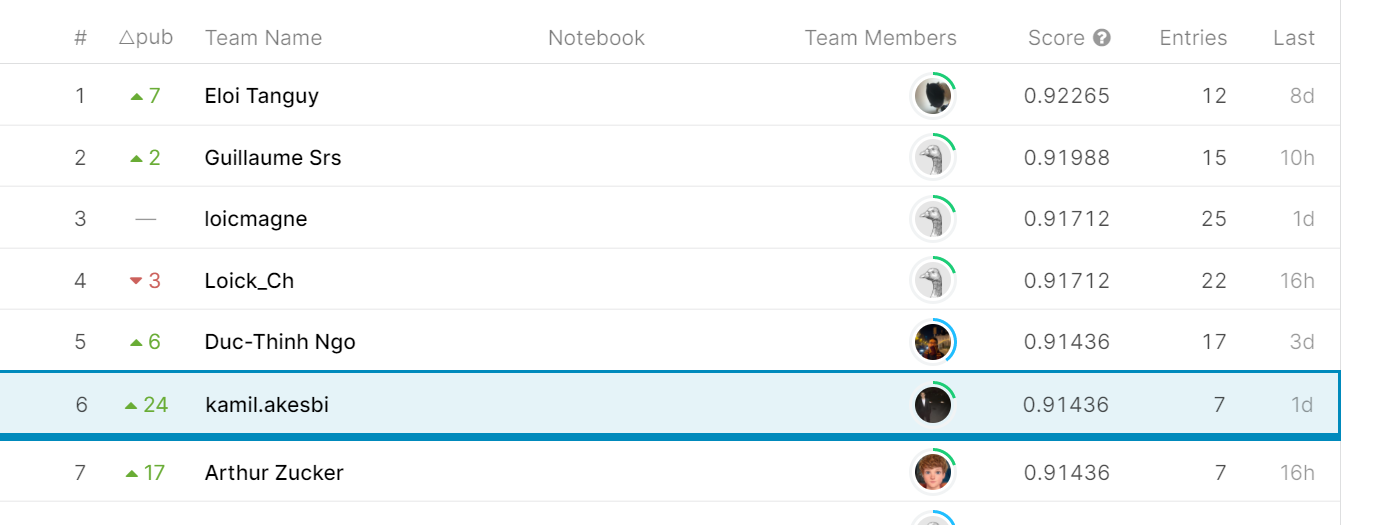 # △pub Team Name Notebook Team Members Score ? Entries Last
1 ▲ 7 Eloi Tanguy 0.92265 12 8d
2 ▲ 2 Guillaume Srs 0.91988 15 10h
3 — loicmagne 0.91712 25 1d
4 ▼ 3 Loick_Ch 0.91712 22 16h
5 ▲ 6 Duc-Thinh Ngo 0.91436 17 3d
6 ▲ 24 kamil.akesbi 0.91436 7 1d
7 ▲ 17 Arthur Zucker 0.91436 7 16h